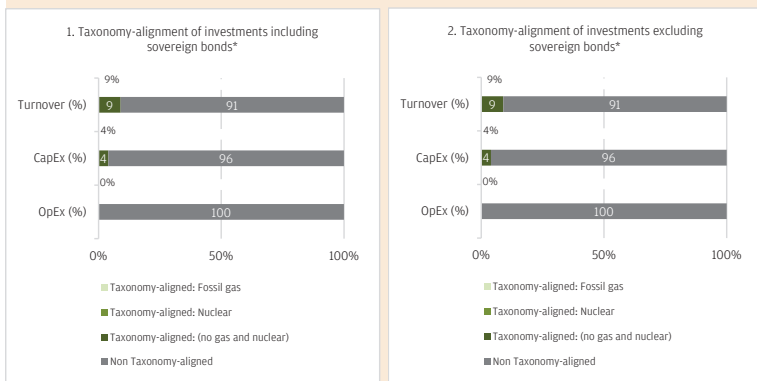 1. Taxonomy-alignment of investments including
sovereign bonds*
9%
Turnover (%)
9
91
4%
CapEx (%)
4
96
0%
OpEx (%)
100
0%
50%
100%
Taxonomy-aligned: Fossil gas
Taxonomy-aligned: Nuclear
Taxonomy-aligned: (no gas and nuclear)
Non Taxonomy-aligned
2. Taxonomy-alignment of investments excluding
sovereign bonds*
9%
Turnover (%)
9
91
4%
CapEx (%)
4
96
0%
OpEx (%)
100
0%
50%
100%
Taxonomy-aligned: Fossil gas
Taxonomy-aligned: Nuclear
Taxonomy-aligned: (no gas and nuclear)
Non Taxonomy-aligned